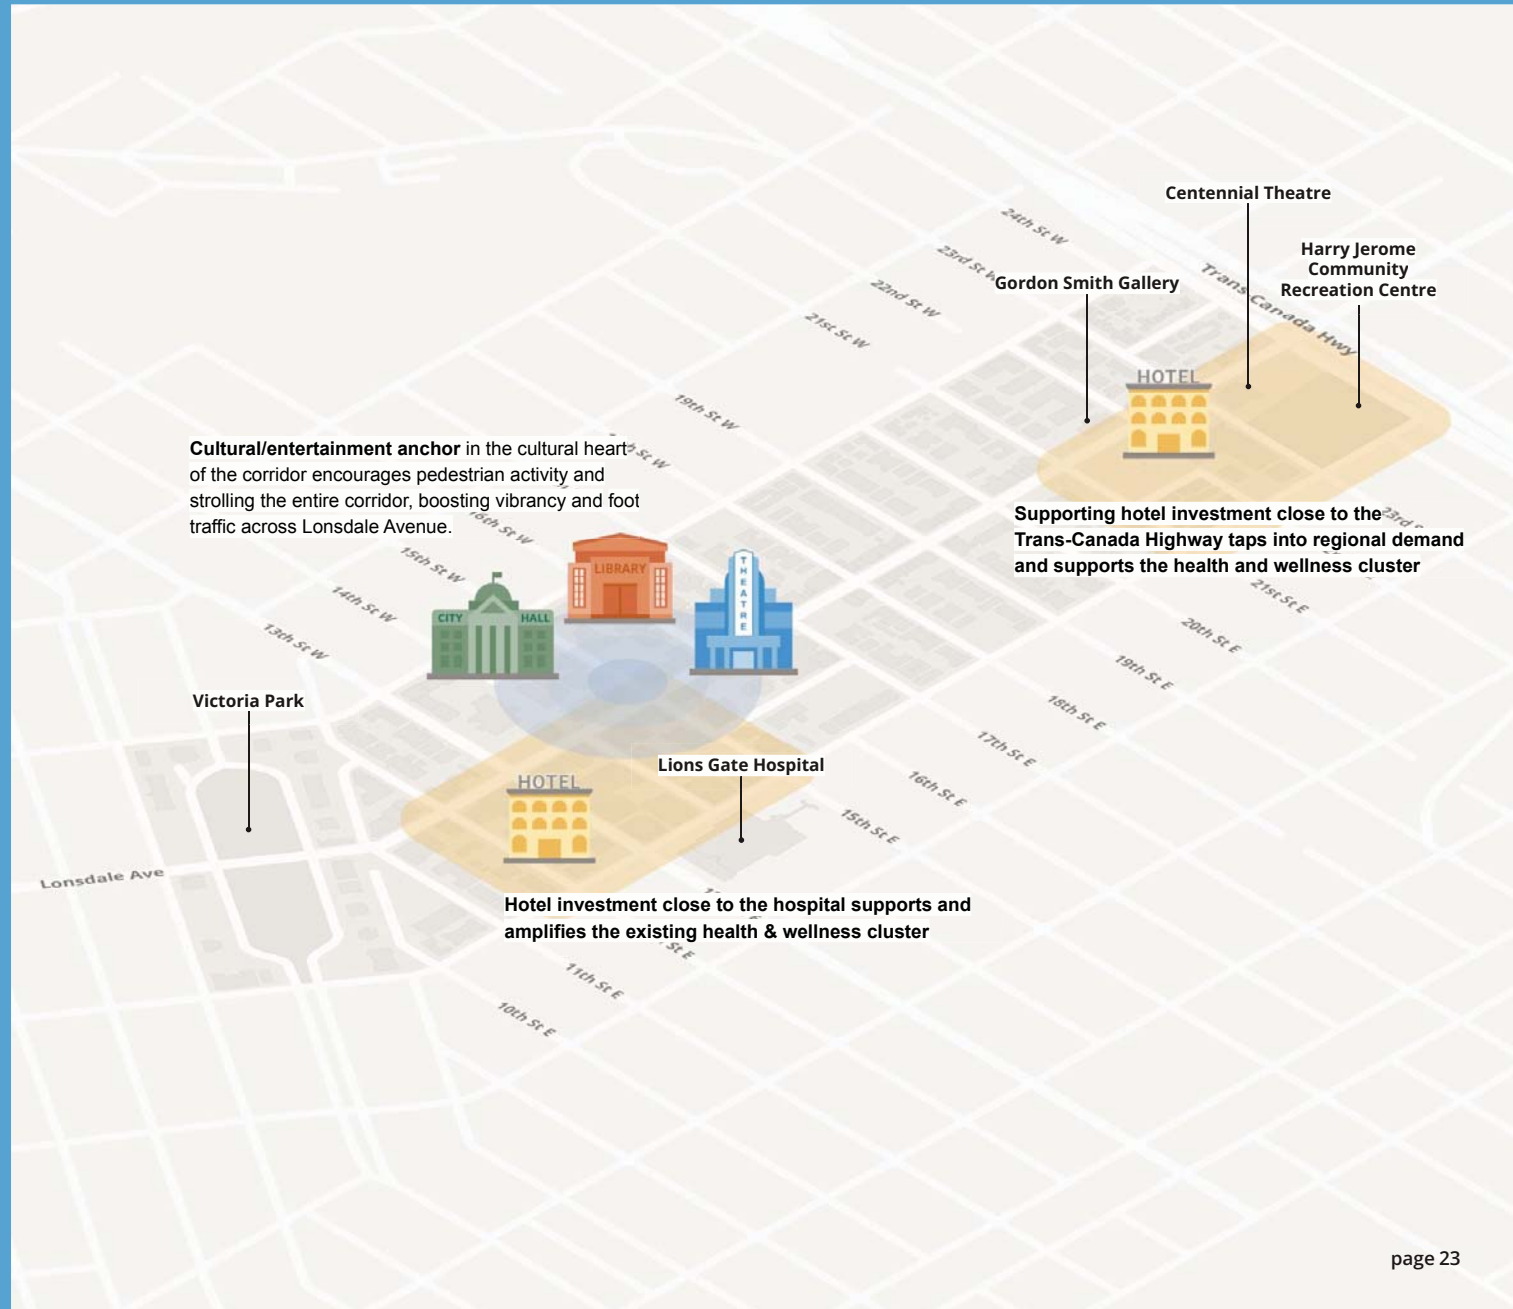 Centennial Theatre
Harry Jerome
Community
Recreation Centre
Gordon Smith Gallery
24th St W
23rd St W
22nd St W
21st St W
Trans Canada Hwy
HOTEL
19th St W
Cultural/entertainment anchor in the cultural heart
of the corridor encourages pedestrian activity and
strolling the entire corridor, boosting vibrancy and foot
traffic across Lonsdale Avenue.
St W
16th St W
15th St W
14th St W
13th St W
Supporting hotel investment close to the
Trans-Canada Highway taps into regional demand
and supports the health and wellness cluster
23rd
LIBRARY
THEATRE
CITY HALL
21st St E
20th St E
19th St E
18th St E
17th St E
16th St E
15th St E
Victoria Park
Lions Gate Hospital
HOTEL
Lonsdale Ave
Hotel investment close to the hospital supports and
amplifies the existing health & wellness cluster
St E
11th St E
10th St E
page 23